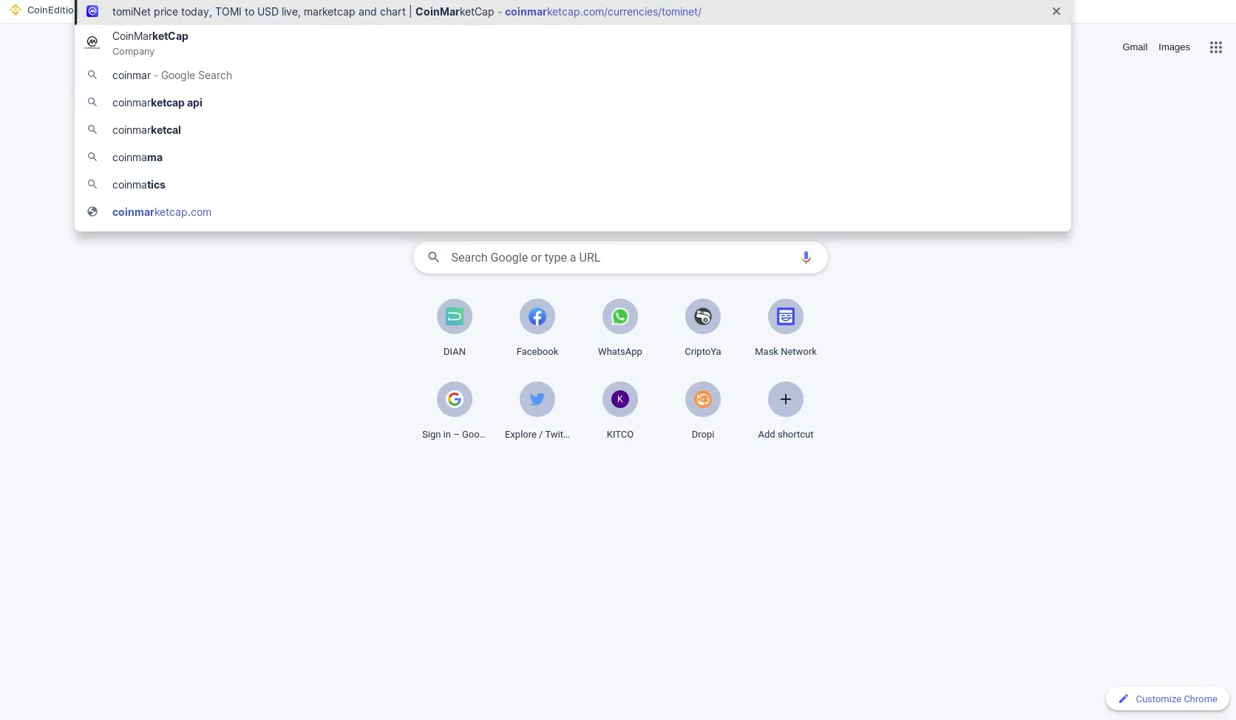 CoinEditio
tomiNet price today, TOMI to USD live, marketcap and chart | CoinMarketCap - coinmarketcap.com/currencies/tominet/
CoinMarketCap
Company
Gmail Images
coinmar - Google Search
coinmarketcap api
coinmarketcal
coinmama
coinmatics
coinmarketcap.com
Search Google or type a URL
DIAN Facebook WhatsApp CriptoYa Mask Network
K
Sign in – Goo... Explore / Twit... KITCO Dropi Add shortcut
Customize Chrome